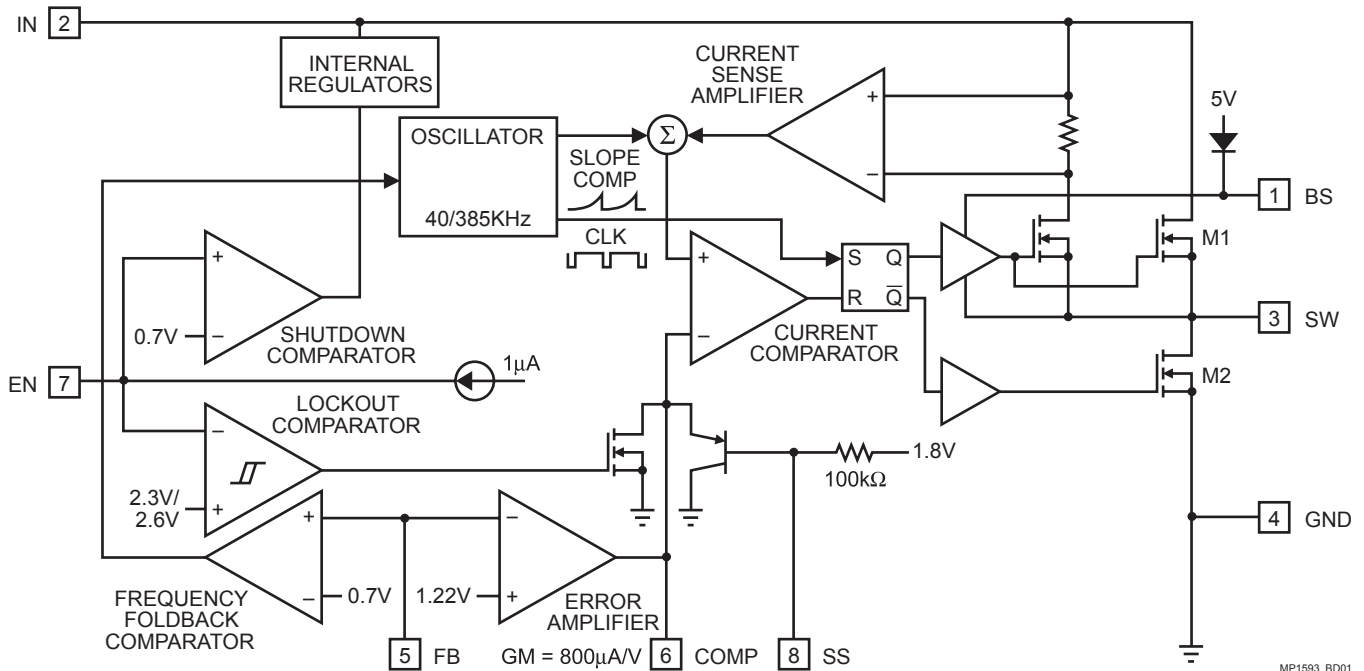 IN 2
INTERNAL
REGULATORS
CURRENT
SENSE
AMPLIFIER
+
–
5V
OSCILLATOR
40/385KHz
Σ
SLOPE
COMP
CLK
1 BS
M1
+
–
0.7V
SHUTDOWN
COMPARATOR
+
–
CURRENT
COMPARATOR
S Q
R Q̅
3 SW
EN 7
1μA
M2
LOCKOUT
COMPARATOR
–
+
2.3V/
2.6V
1.8V
100kΩ
4 GND
+
–
0.7V
FREQUENCY
FOLDBACK
COMPARATOR
–
+
1.22V
ERROR
AMPLIFIER
5 FB
GM = 800μA/V
6 COMP
8 SS
MP1593_BD01